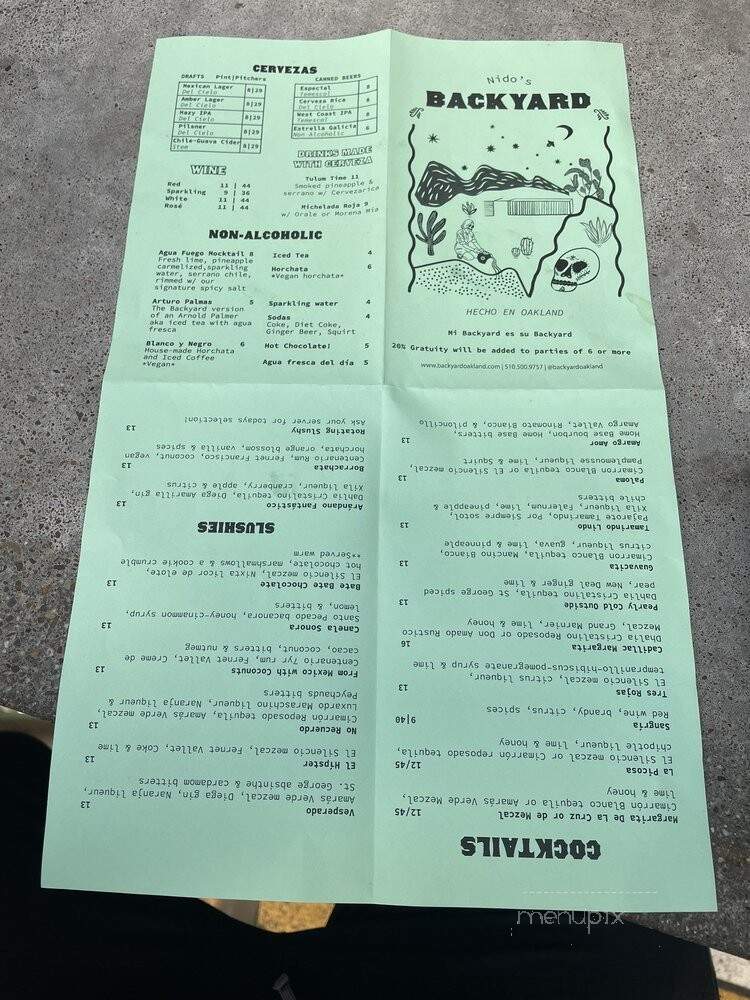 CERVEZAS
DRAFTS Pint|Pitchers
Mexican Lager 8|29
Del Cielo
Amber Lager 8|29
Del Cielo
Hazy IPA 8|29
Del Cielo
Pilsner 8|29
Del Cielo
Chile-Guava Cider 8|29
Stem
CANNED BEERS
Especial 8
Temescal
Cerveza Rica 8
Del Cielo
West Coast IPA 8
Temescal
Estrella Galicia 6
Non Alcoholic
WINE
Red 11 | 44
Sparkling 9 | 36
White 11 | 44
Rosé 11 | 44
DRINKS MADE
WITH CERVEZA
Tulum Time 11
Smoked pineapple &
serrano w/ Cervezarica
Michelada Roja 9
w/ Orale or Morena Mia
NON-ALCOHOLIC
Agua Fuego Mocktail 8
Fresh lime, pineapple
carmelized,sparkling
water, serrano chile,
rimmed w/ our
signature spicy salt
Arturo Palmas 5
The Backyard version
of an Arnold Palmer
aka iced tea with agua
fresca
Blanco y Negro 6
House-made Horchata
and Iced Coffee
*Vegan*
Iced Tea 4
Horchata 6
*Vegan horchata*
Sparkling water 4
Sodas 4
Coke, Diet Coke,
Ginger Beer, Squirt
Hot Chocolate! 5
Agua fresca del día 5
Nido's
BACKYARD
HECHO EN OAKLAND
Mi Backyard es su Backyard
20% Gratuity will be added to parties of 6 or more
www.backyardoakland.com | 510.500.9757 | @backyardoakland
COCKTAILS
Margarita De La Cruz or de Mezcal 12/45
Cimarrón Blanco tequila or Amarás Verde Mezcal,
lime & honey
La Picosa 12/45
El Silencio mezcal or Cimarrón reposado tequila,
chipotle liqueur, lime & honey
Sangria 9|40
Red wine, brandy, citrus, spices
Tres Rojas 13
El Silencio mezcal, citrus liqueur,
tempranillo-hibiscus-pomegranate syrup & lime
Cadillac Margarita 16
Dhalia Cristalino Reposado or Don Amado Rustico
Mezcal, Grand Marnier, lime & honey
Pearly Cold Outside 13
Dahlia Cristalino tequila, St George spiced
pear, New Deal ginger & lime
Guavacita 13
Cimarron Blanco tequila, Mancino Bianco,
citrus liqueur, guava, lime & pineapple
Tamarindo Lindo 13
Pajarote Tamarindo, Por Siempre sotol,
Xila liqueur, Falernum, lime, pineapple &
chile bitters
Paloma 13
Cimarron Blanco tequila or El Silencio mezcal,
Pamplemousse liqueur, lime & Squirt
Amargo Amor 13
Home Base bourbon, Home Base bitters,
Amargo Vallet, Rinomato Bianco, & piloncillo
Vesperado 13
Amarás Verde mezcal, Diega gin, Naranja liqueur,
St. George absinthe & cardamom bitters
El Hipster 13
El Silencio mezcal, Fernet Vallet, Coke & lime
No Recuerdo 13
Cimarrón Reposado tequila, Amarás Verde mezcal,
Luxardo Maraschino liqueur, Naranja liqueur &
Peychauds bitters
From Mexico with Coconuts 13
Centenario 7yr rum, Fernet Vallet, Creme de
cacao, coconut, bitters & nutmeg
Canela Sonora 13
Santo Pecado bacanora, honey-cinnamon syrup,
lemon, & bitters
Bate Bate Chocolate 13
El Silencio mezcal, Nixta licor de elote,
hot chocolate, marshmallows & a cookie crumble
**Served warm
SLUSHIES
Arandano Fantástico 13
Dahlia Cristalino tequila, Diega Amarilla gin,
Xila liqueur, cranberry, apple & citrus
Borrachata 13
Centenario Rum, Fernet Francisco, coconut, vegan
horchata, orange blossom, vanilla & spices
Rotating Slushy 13
Ask your server for todays selection!
menupix